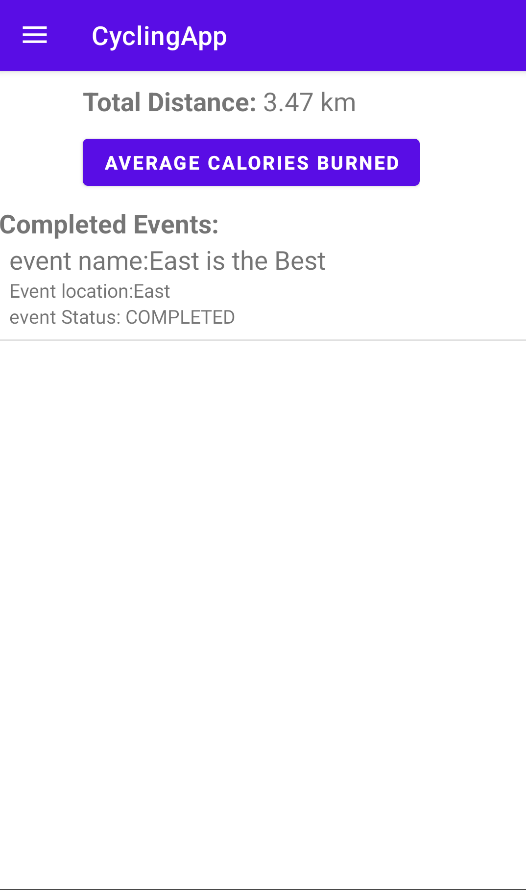 CyclingApp
Total Distance: 3.47 km
AVERAGE CALORIES BURNED
Completed Events:
event name:East is the Best
Event location:East
event Status: COMPLETED